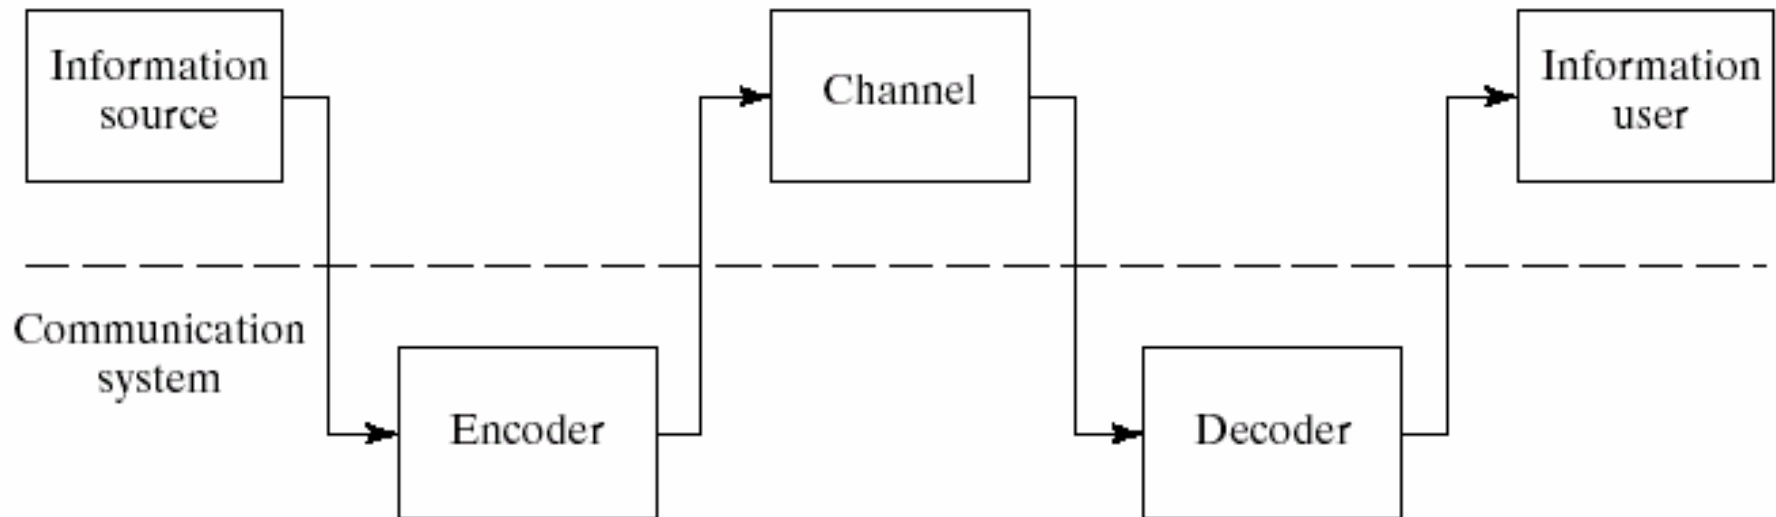 Information
source
Channel
Information
user
Communication
system
Encoder
Decoder